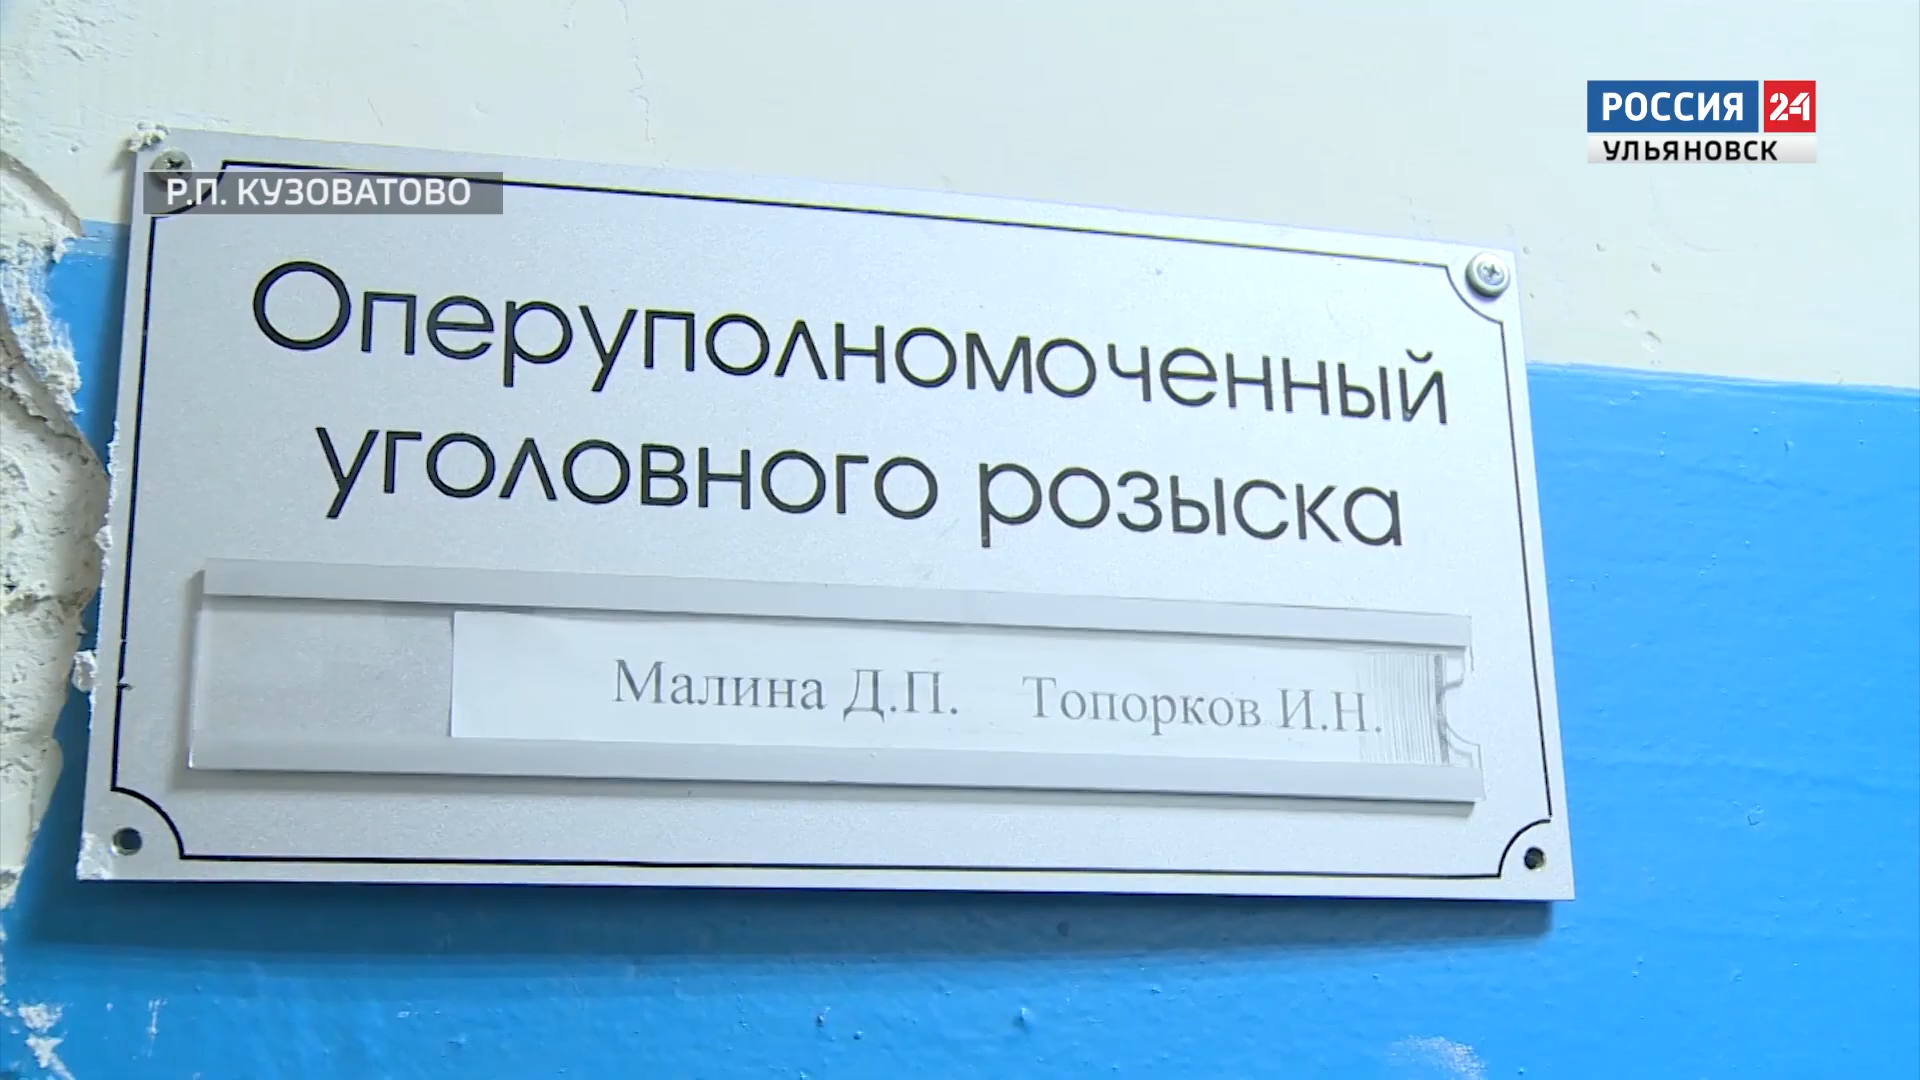 РОССИЯ 24
УЛЬЯНОВСК
Р.П. КУЗОВАТОВО
Оперуполномоченный
уголовного розыска
Малина Д.П. Топорков И.Н.